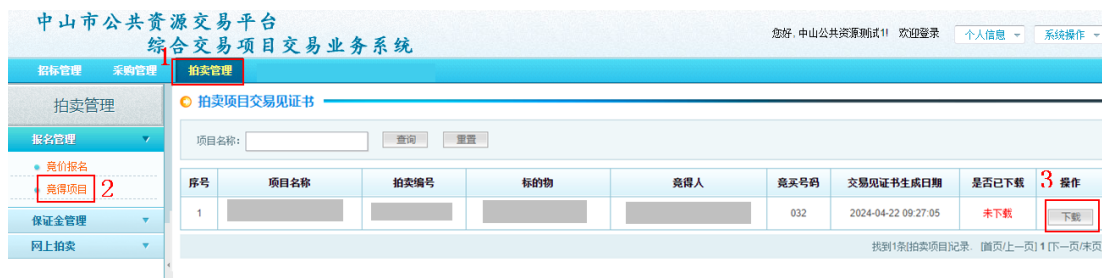 中山市公共资源交易平台
综合交易项目交易业务系统
您好, 中山公共资源测试1! 欢迎登录 个人信息 系统操作
1
招标管理 采购管理 拍卖管理
拍卖管理
拍卖项目交易见证书
报名管理
项目名称: 查询 重置
竞价报名
竞得项目 2
序号 项目名称 拍卖编号 标的物 竞得人 竞买号码 交易见证书生成日期 是否已下载 3 操作
1 032 2024-04-22 09:27:05 未下载 下载
保证金管理
网上拍卖
找到1条[拍卖项目]记录. [首页/上一页] 1 [下一页/末页